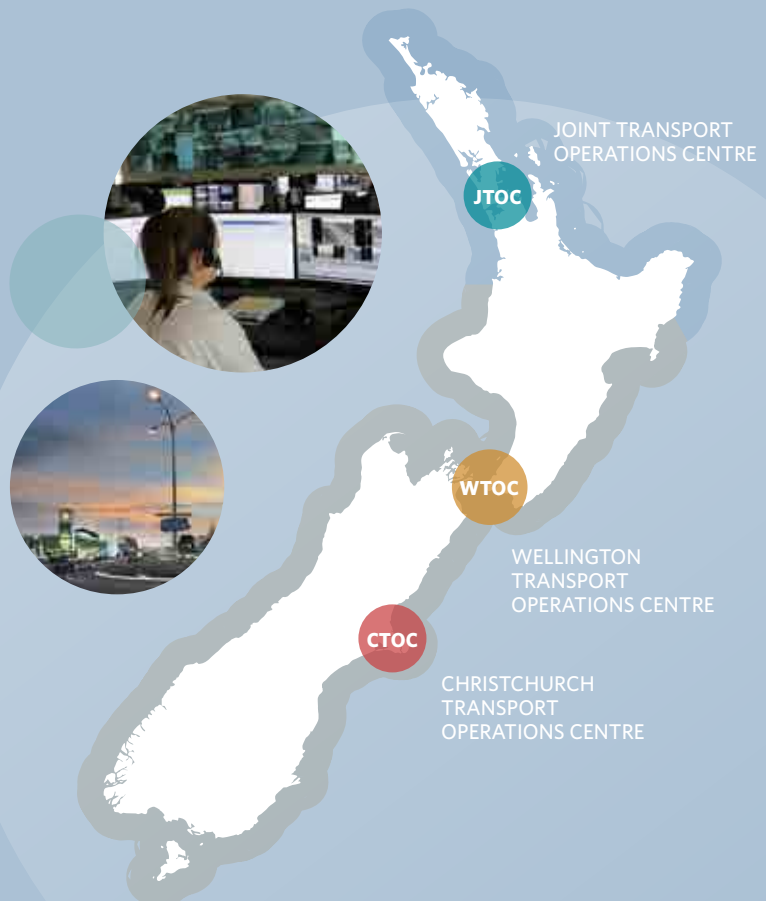 JOINT TRANSPORT
OPERATIONS CENTRE
JTOC
WTOC
WELLINGTON
TRANSPORT
OPERATIONS CENTRE
CTOC
CHRISTCHURCH
TRANSPORT
OPERATIONS CENTRE